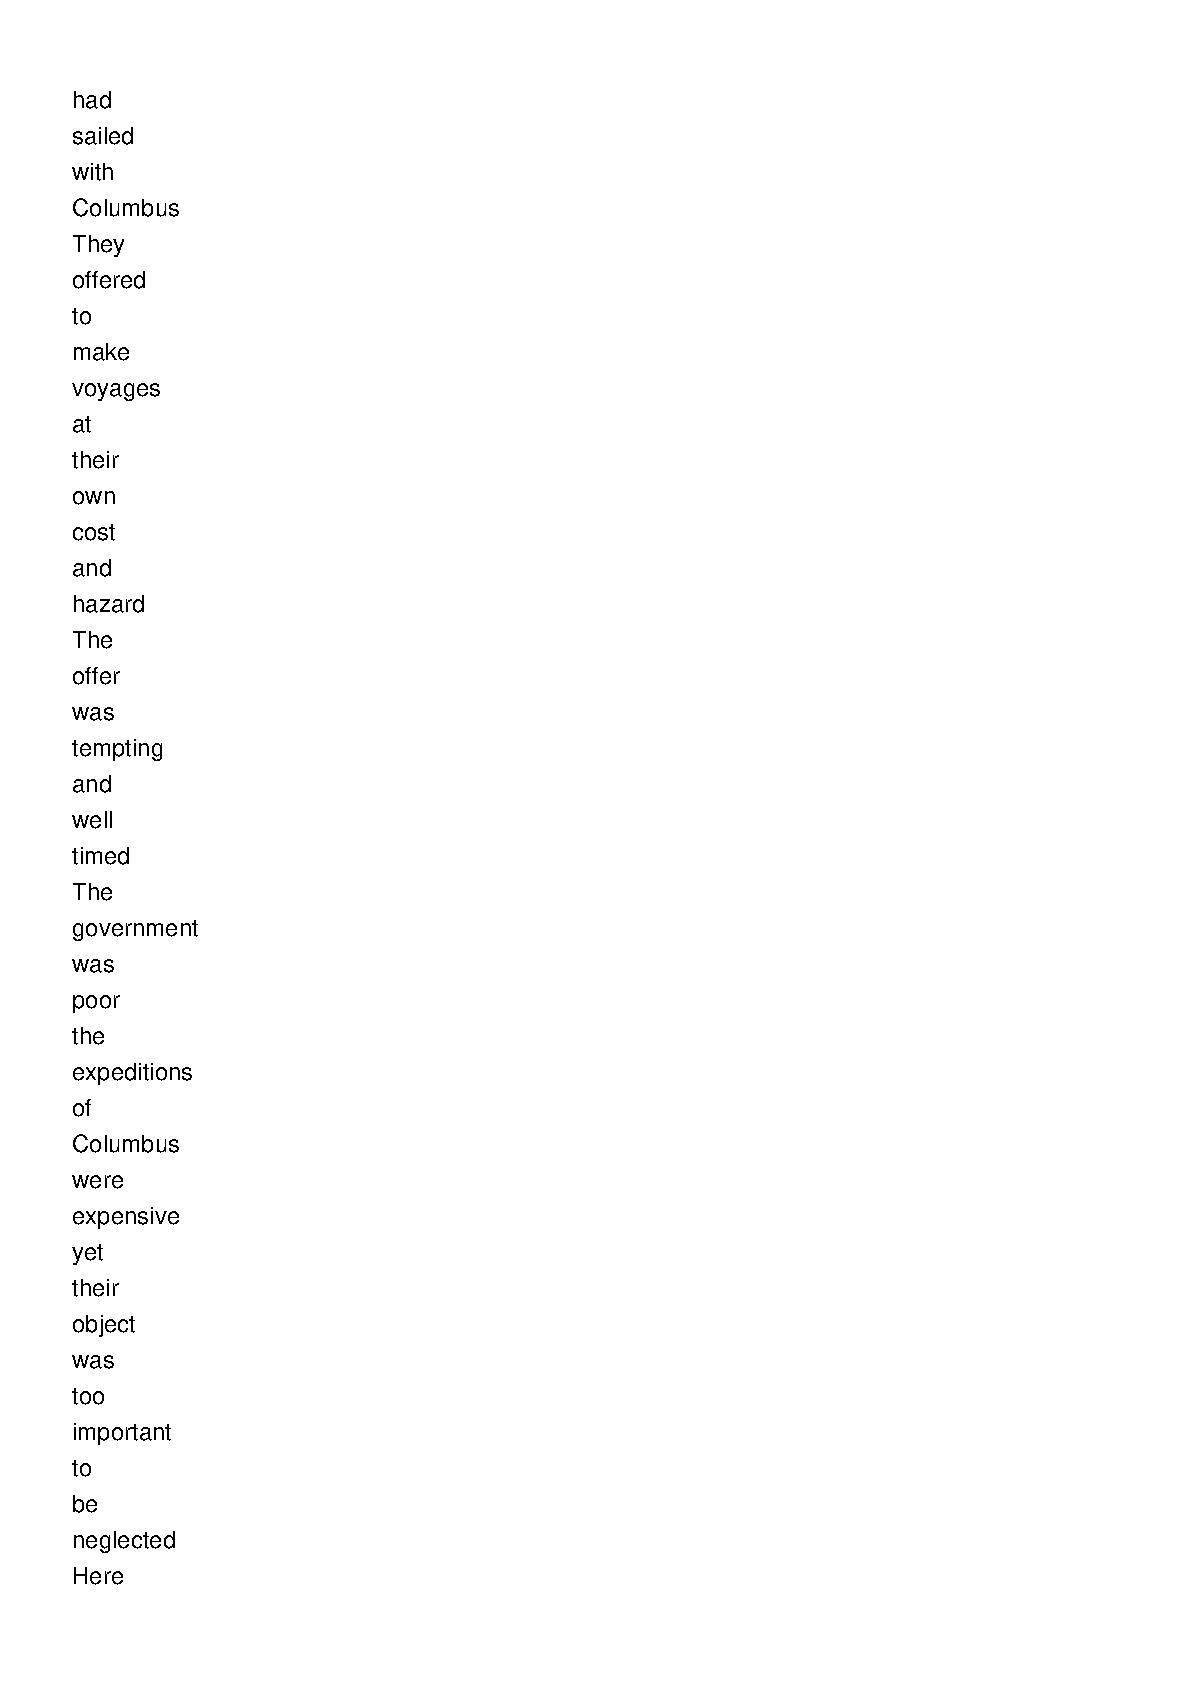 had
sailed
with
Columbus
They
offered
to
make
voyages
at
their
own
cost
and
hazard
The
offer
was
tempting
and
well
timed
The
government
was
poor
the
expeditions
of
Columbus
were
expensive
yet
their
object
was
too
important
to
be
neglected
Here